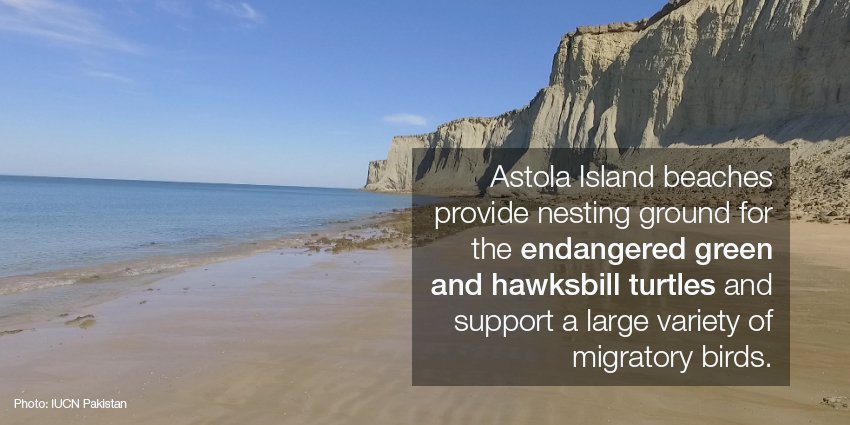 Astola Island beaches
provide nesting ground for
the endangered green
and hawksbill turtles and
support a large variety of
migratory birds.
Photo: IUCN Pakistan